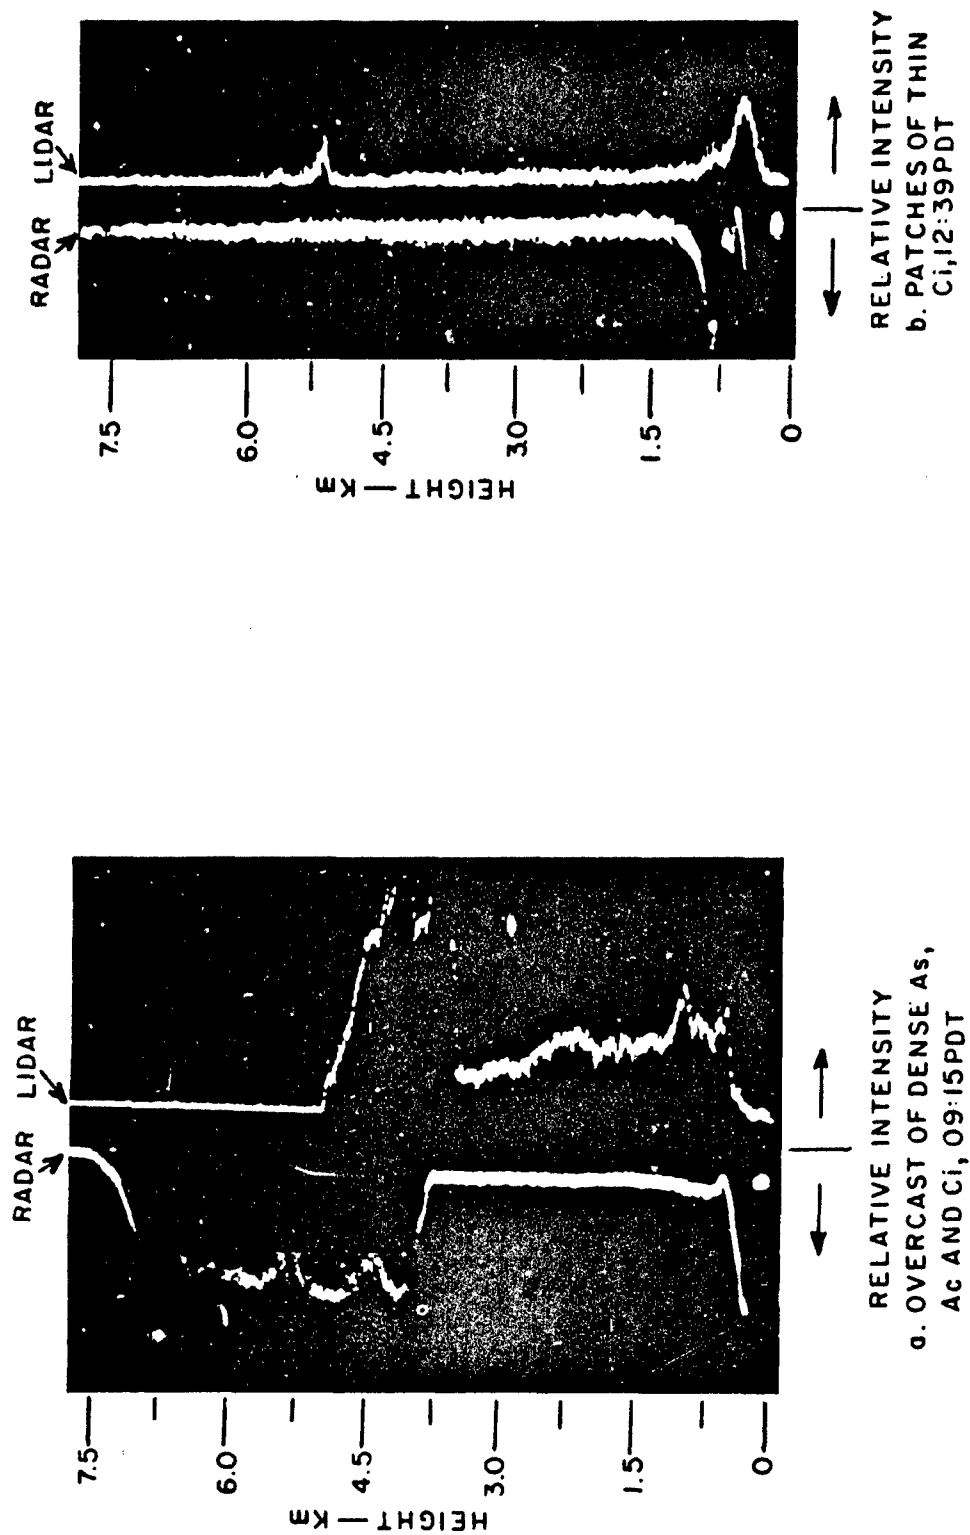 RADAR
LIDAR
7.5
6.0
4.5
3.0
1.5
0
HEIGHT — Km
RELATIVE INTENSITY
a. OVERCAST OF DENSE As,
Ac AND Ci, 09:15PDT
RADAR
LIDAR
7.5
6.0
4.5
3.0
1.5
0
HEIGHT — Km
RELATIVE INTENSITY
b. PATCHES OF THIN
Ci, 12:39PDT